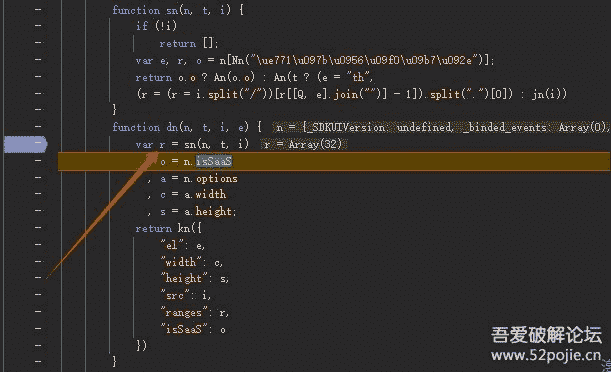 function sn(n, t, i) {
if (!i)
return [];
var e, r, o = n[Nn("\ue771\u097b\u0956\u09f0\u09b7\u092e")];
return o.o ? An(o) : An(t ? (e = "th",
(r = (r = i.split("/"))[r[[Q, e].join("")] - 1]).split(".")[0]) : jn(i))
}
function dn(n, t, i, e) { n = {_SDKUIVersion: undefined, _binded_events: Array(0),
var r = sn(n, t, i) r = Array(32)
, o = n.isSaaS
, a = n.options
, c = a.width
, s = a.height;
return kn({
"el": e,
"width": c,
"height": s,
"src": i,
"ranges": r,
"isSaaS": o
})
}
吾爱破解论坛
www.52pojie.cn